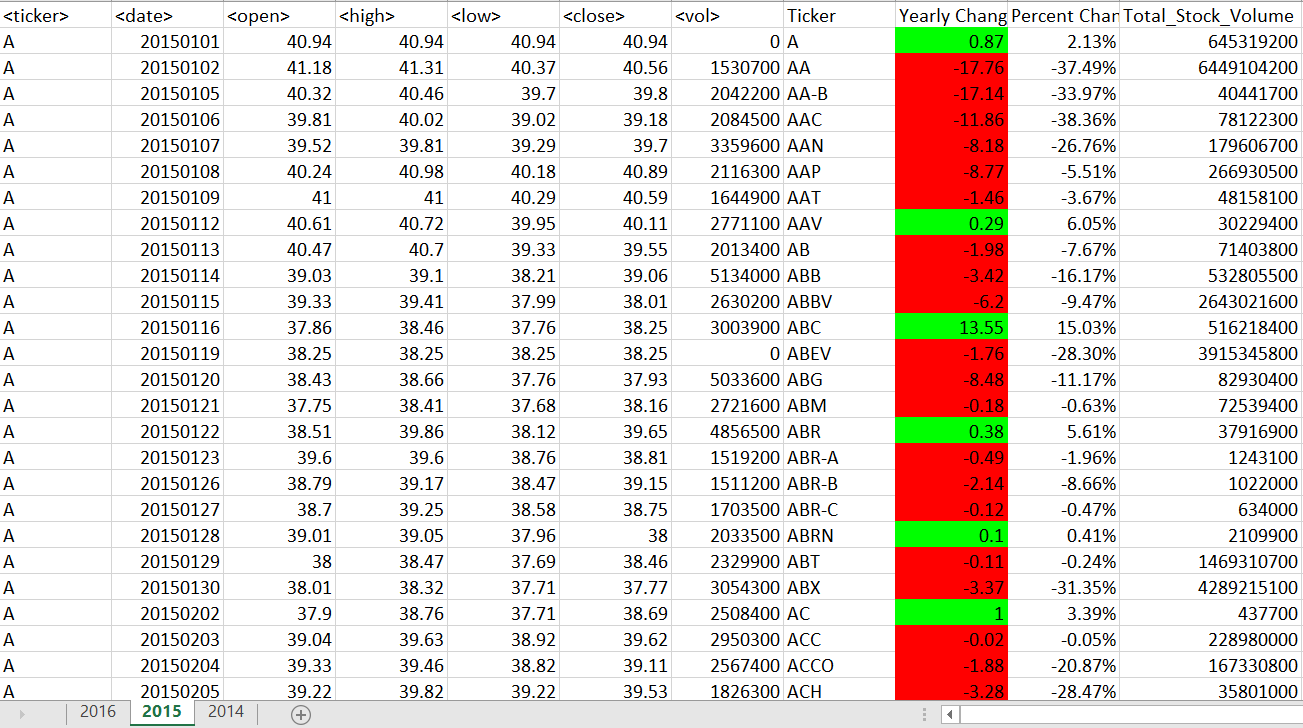 <ticker> <date> <open> <high> <low> <close> <vol> Ticker Yearly Chang Percent Chan Total_Stock_Volume
A 20150101 40.94 40.94 40.94 40.94 0 A 0.87 2.13% 645319200
A 20150102 41.18 41.31 40.37 40.56 1530700 AA -17.76 -37.49% 6449104200
A 20150105 40.32 40.46 39.7 39.8 2042200 AA-B -17.14 -33.97% 40441700
A 20150106 39.81 40.02 39.02 39.18 2084500 AAC -11.86 -38.36% 78122300
A 20150107 39.52 39.81 39.29 39.7 3359600 AAN -8.18 -26.76% 179606700
A 20150108 40.24 40.98 40.18 40.89 2116300 AAP -8.77 -5.51% 266930500
A 20150109 41 41 40.29 40.59 1644900 AAT -1.46 -3.67% 48158100
A 20150112 40.61 40.72 39.95 40.11 2771100 AAV 0.29 6.05% 30229400
A 20150113 40.47 40.7 39.33 39.55 2013400 AB -1.98 -7.67% 71403800
A 20150114 39.03 39.1 38.21 39.06 5134000 ABB -3.42 -16.17% 532805500
A 20150115 39.33 39.41 37.99 38.01 2630200 ABBV -6.2 -9.47% 2643021600
A 20150116 37.86 38.46 37.76 38.25 3003900 ABC 13.55 15.03% 516218400
A 20150119 38.25 38.25 38.25 38.25 0 ABEV -1.76 -28.30% 3915345800
A 20150120 38.43 38.66 37.76 37.93 5033600 ABG -8.48 -11.17% 82930400
A 20150121 37.75 38.41 37.68 38.16 2721600 ABM -0.18 -0.63% 72539400
A 20150122 38.51 39.86 38.12 39.65 4856500 ABR 0.38 5.61% 37916900
A 20150123 39.6 39.6 38.76 38.81 1519200 ABR-A -0.49 -1.96% 1243100
A 20150126 38.79 39.17 38.47 39.15 1511200 ABR-B -2.14 -8.66% 1022000
A 20150127 38.7 39.25 38.58 38.75 1703500 ABR-C -0.12 -0.47% 634000
A 20150128 39.01 39.05 37.96 38 2033500 ABRN 0.1 0.41% 2109900
A 20150129 38 38.47 37.69 38.46 2329900 ABT -0.11 -0.24% 1469310700
A 20150130 38.01 38.32 37.71 37.77 3054300 ABX -3.37 -31.35% 4289215100
A 20150202 37.9 38.76 37.71 38.69 2508400 AC 1 3.39% 437700
A 20150203 39.04 39.63 38.92 39.62 2950300 ACC -0.02 -0.05% 228980000
A 20150204 39.33 39.46 38.82 39.11 2567400 ACCO -1.88 -20.87% 167330800
A 20150205 39.22 39.82 39.22 39.53 1826300 ACH -3.28 -28.47% 35801000
2016 2015 2014